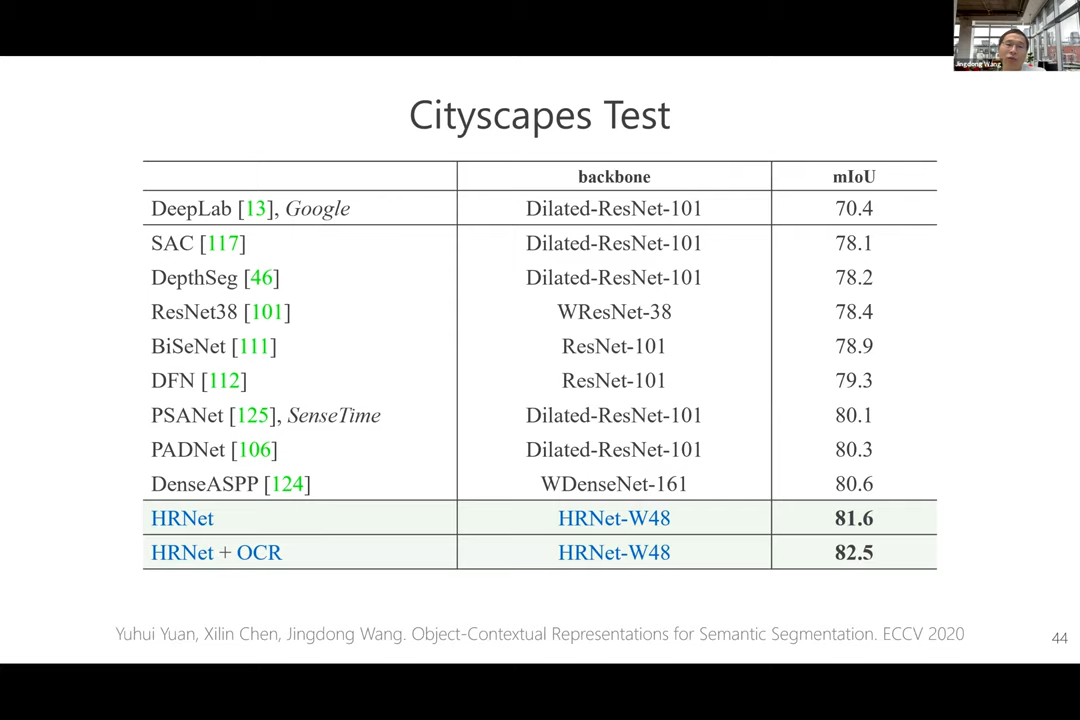 Jingdong Wang
Cityscapes Test
backbone mIoU
DeepLab [13], Google Dilated-ResNet-101 70.4
SAC [117] Dilated-ResNet-101 78.1
DepthSeg [46] Dilated-ResNet-101 78.2
ResNet38 [101] WResNet-38 78.4
BiSeNet [111] ResNet-101 78.9
DFN [112] ResNet-101 79.3
PSANet [125], SenseTime Dilated-ResNet-101 80.1
PADNet [106] Dilated-ResNet-101 80.3
DenseASPP [124] WDenseNet-161 80.6
HRNet HRNet-W48 81.6
HRNet + OCR HRNet-W48 82.5
Yuhui Yuan, Xilin Chen, Jingdong Wang. Object-Contextual Representations for Semantic Segmentation. ECCV 2020
44